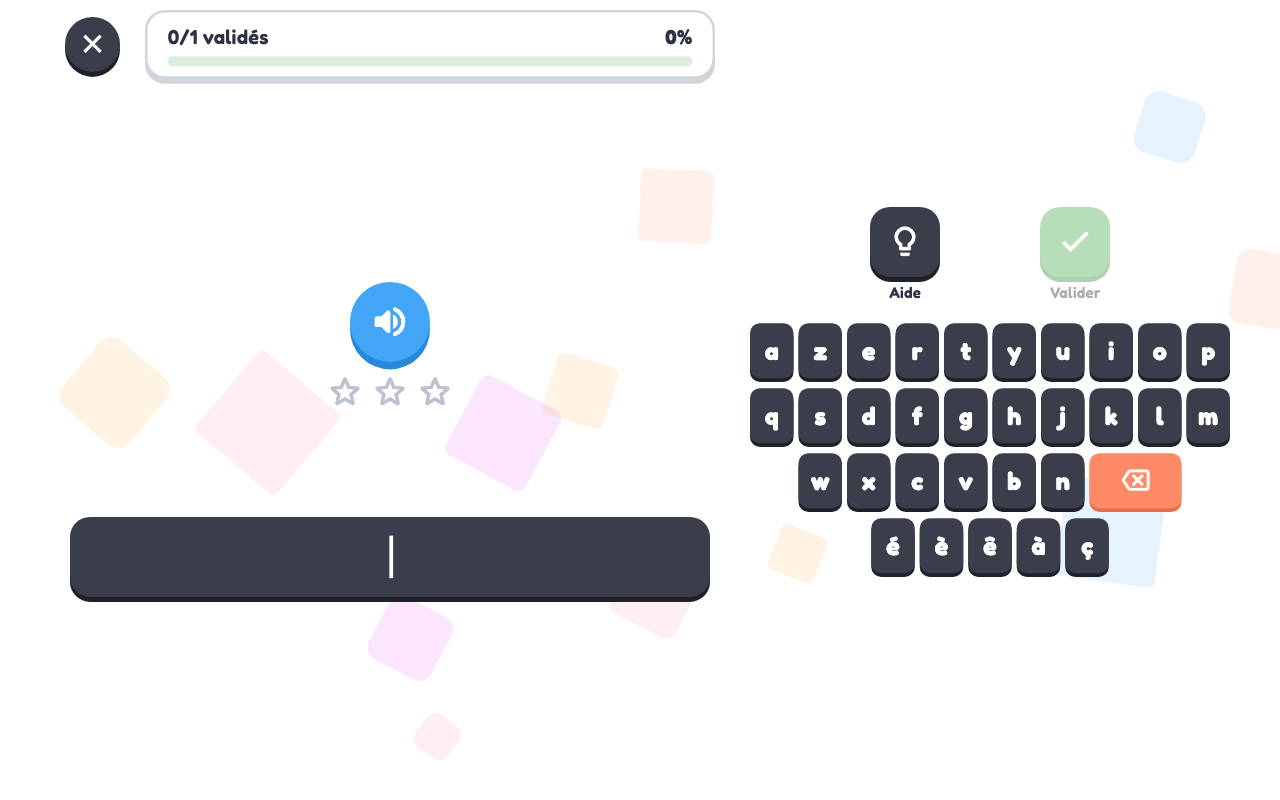 0/1 validés 0%
Aide Valider
a z e r t y u i o p
q s d f g h j k l m
w x c v b n
é è ê à ç